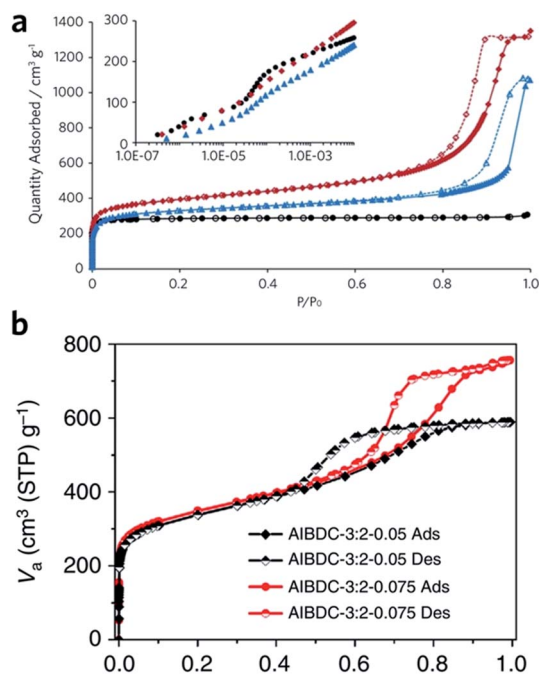 a
Quantity Adsorbed / cm³ g⁻¹
1400
1200
1000
800
600
400
200
0
300
200
100
0
1.0E-07
1.0E-05
1.0E-03
0
0.2
0.4
0.6
0.8
1.0
P/P₀
b
Vₐ (cm³ (STP) g⁻¹)
800
600
400
200
0
AlBDC-3:2-0.05 Ads
AlBDC-3:2-0.05 Des
AlBDC-3:2-0.075 Ads
AlBDC-3:2-0.075 Des
0.0
0.2
0.4
0.6
0.8
1.0